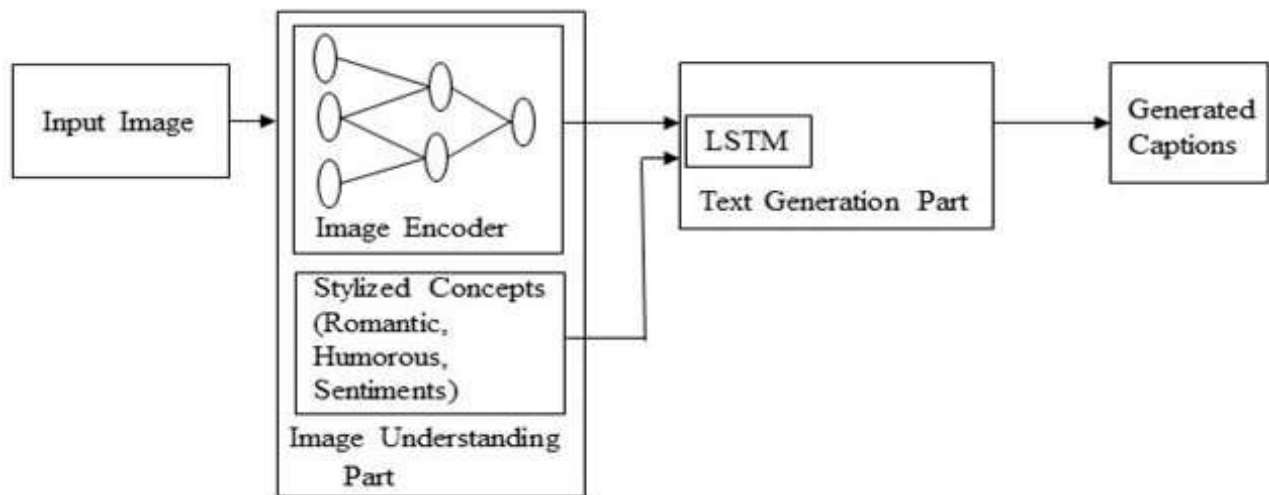 Input Image
Image Encoder
Stylized Concepts
(Romantic,
Humorous,
Sentiments)
Image Understanding
Part
LSTM
Text Generation Part
Generated
Captions